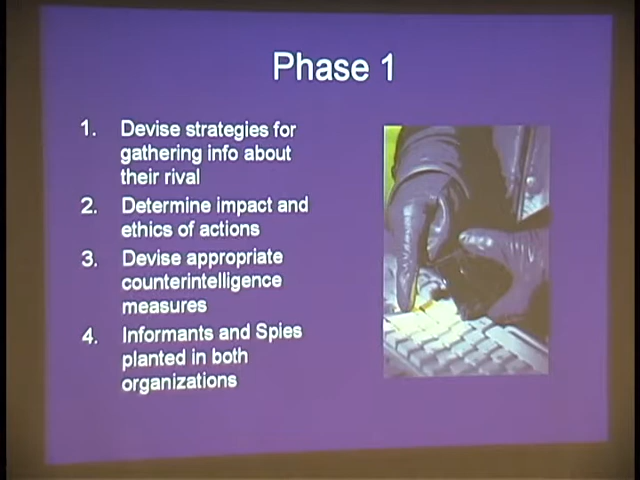 Phase 1
1. Devise strategies for
gathering info about
their rival
2. Determine impact and
ethics of actions
3. Devise appropriate
counterintelligence
measures
4. Informants and Spies
planted in both
organizations